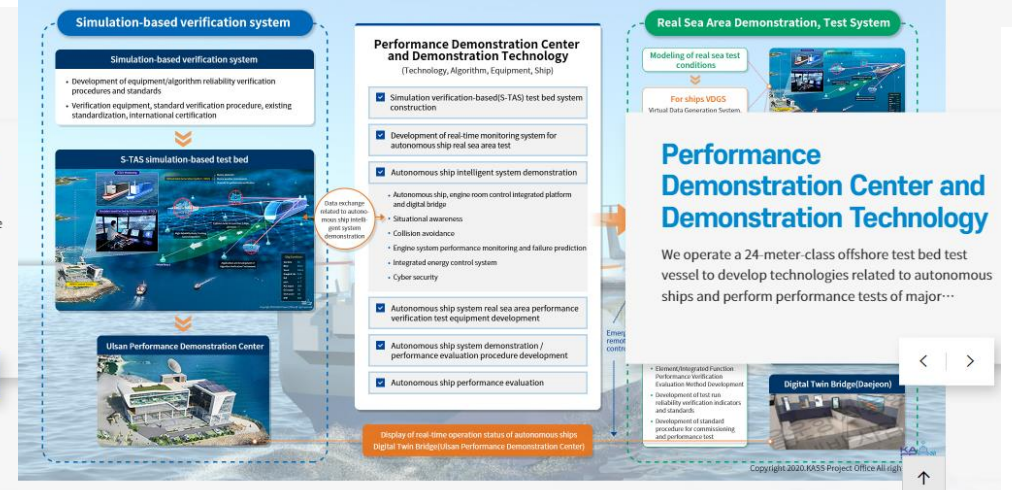 Simulation-based verification system
Simulation-based verification system
• Development of equipment/algorithm reliability verification
procedures and standards
• Verification equipment, standard verification procedure, existing
standardization, international certification
S-TAS simulation-based test bed
Ulsan Performance Demonstration Center
Data exchange
related to autono-
mous ship intelli-
gent system
demonstration
Performance Demonstration Center
and Demonstration Technology
(Technology, Algorithm, Equipment, Ship)
Simulation verification-based(S-TAS) test bed system
construction
Development of real-time monitoring system for
autonomous ship real sea area test
Autonomous ship intelligent system demonstration
• Autonomous ship, engine room control integrated platform
and digital bridge
• Situational awareness
• Collision avoidance
• Engine system performance monitoring and failure prediction
• Integrated energy control system
• Cyber security
Autonomous ship system real sea area performance
verification test equipment development
Autonomous ship system demonstration /
performance evaluation procedure development
Autonomous ship performance evaluation
Display of real-time operation status of autonomous ships
Digital Twin Bridge(Ulsan Performance Demonstration Center)
Real Sea Area Demonstration, Test System
Modeling of real sea test
conditions
For ships VDGS
Virtual Data Generation System
Performance
Demonstration Center and
Demonstration Technology
We operate a 24-meter-class offshore test bed test
vessel to develop technologies related to autonomous
ships and perform performance tests of major…
Emer
remot
contr
• Element/Integrated Function
Performance Verification
Evaluation Method Development
• Development of test run
reliability verification indicators
and standards
• Development of standard
procedure for commissioning
and performance test
Digital Twin Bridge(Daejeon)
Copyright 2020.KASS Project Office All righ